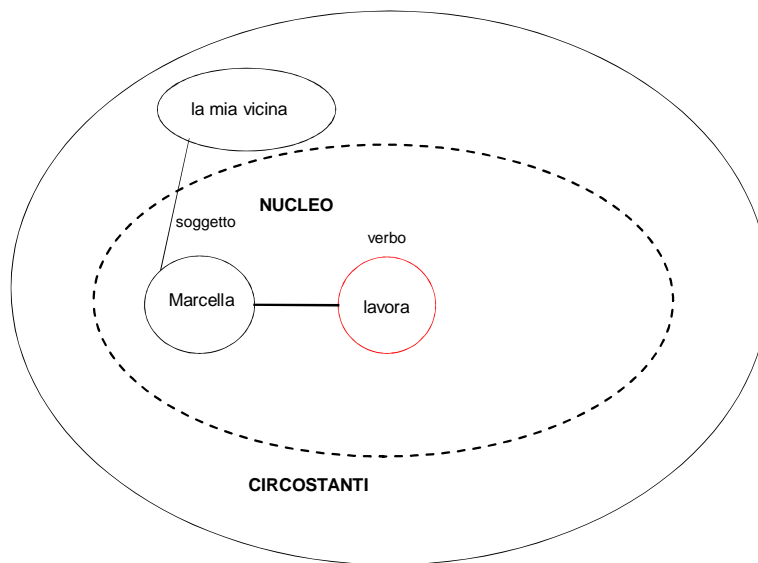 la mia vicina
NUCLEO
soggetto
verbo
Marcella
lavora
CIRCOSTANTI